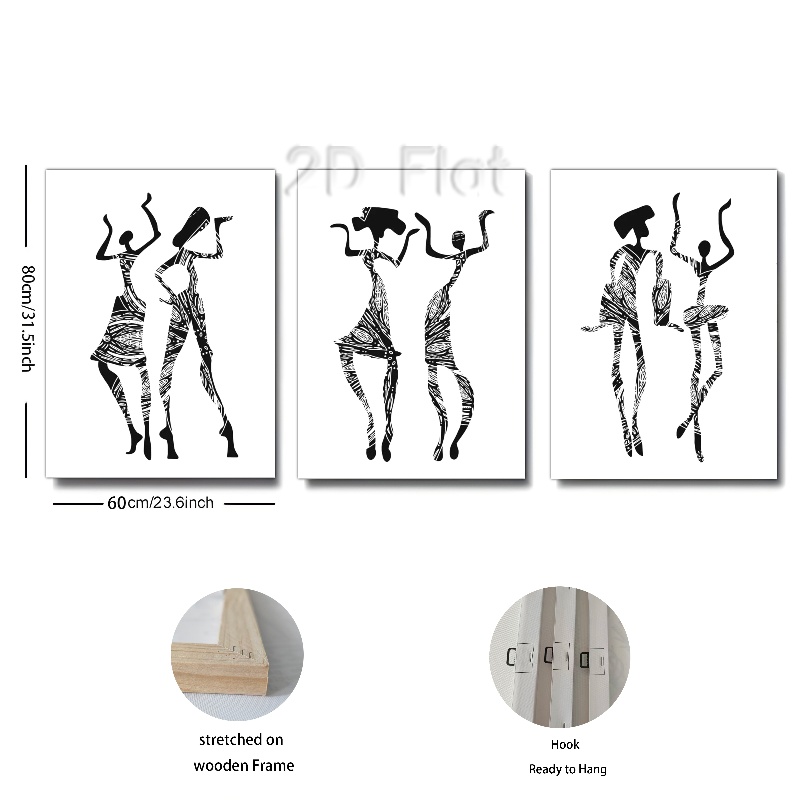 2D Flat
80cm/31.5inch
60cm/23.6inch
stretched on
wooden Frame
Hook
Ready to Hang